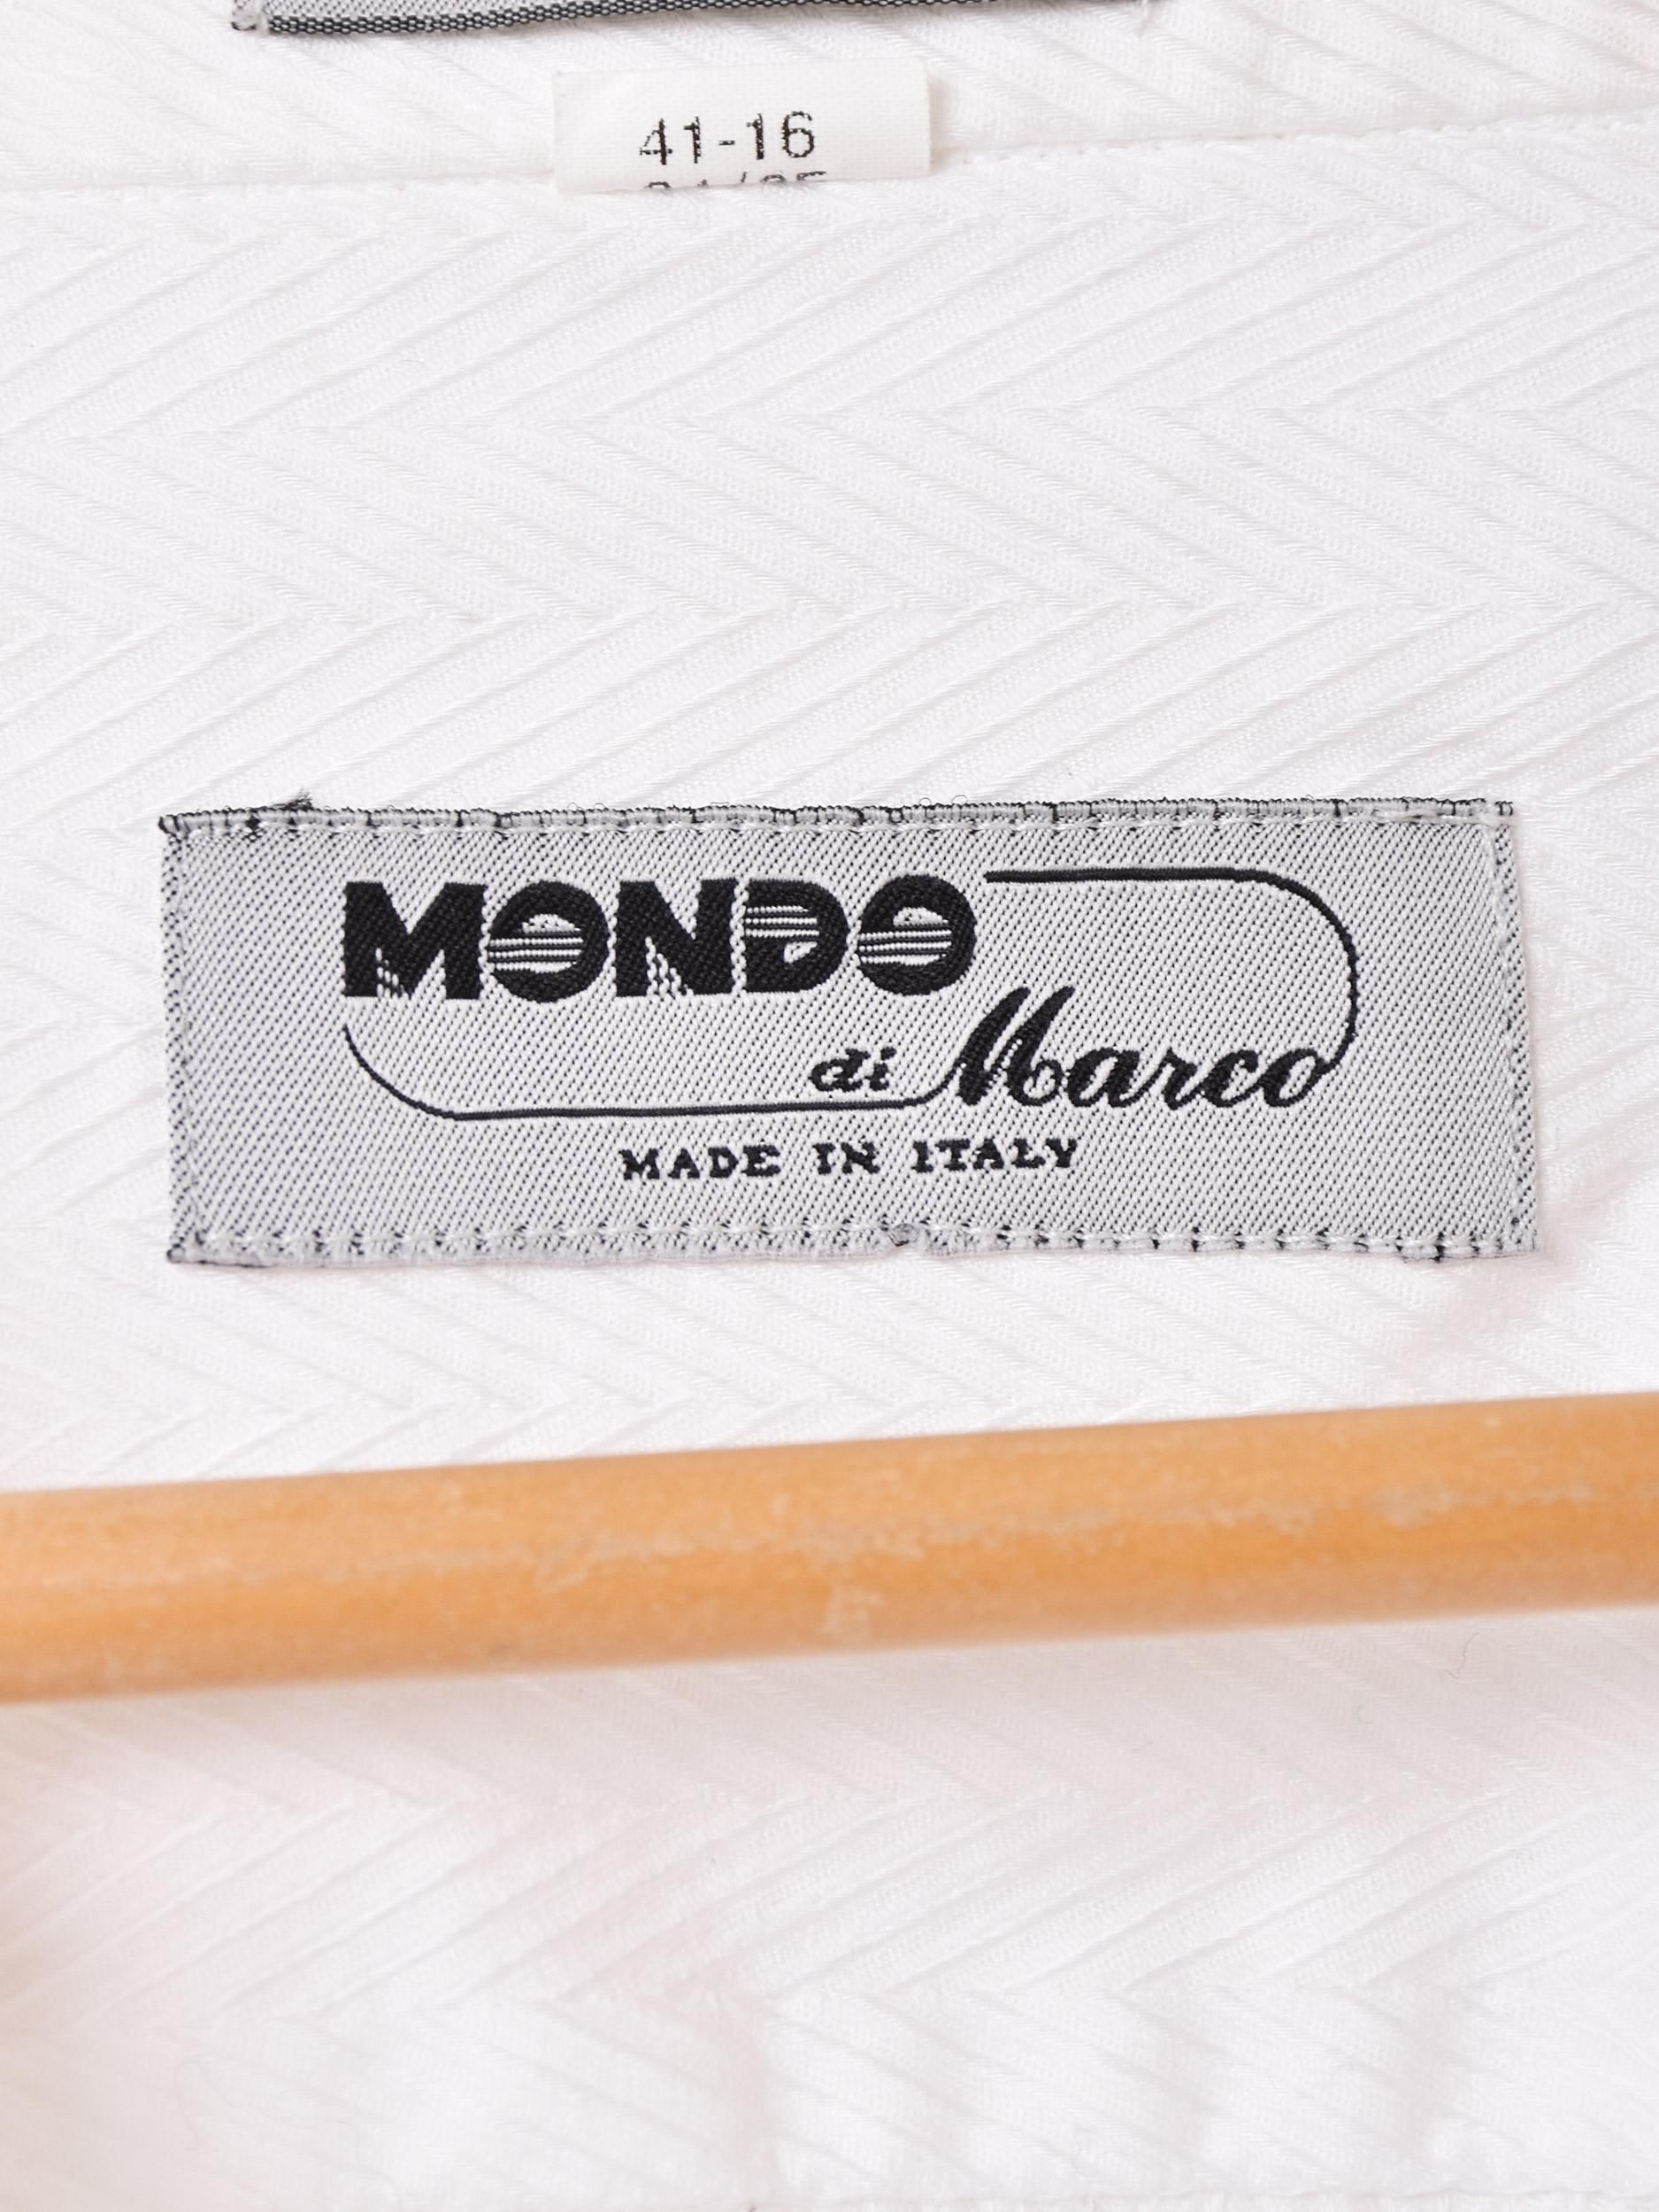 41-16
MONDO
di Marco
MADE IN ITALY